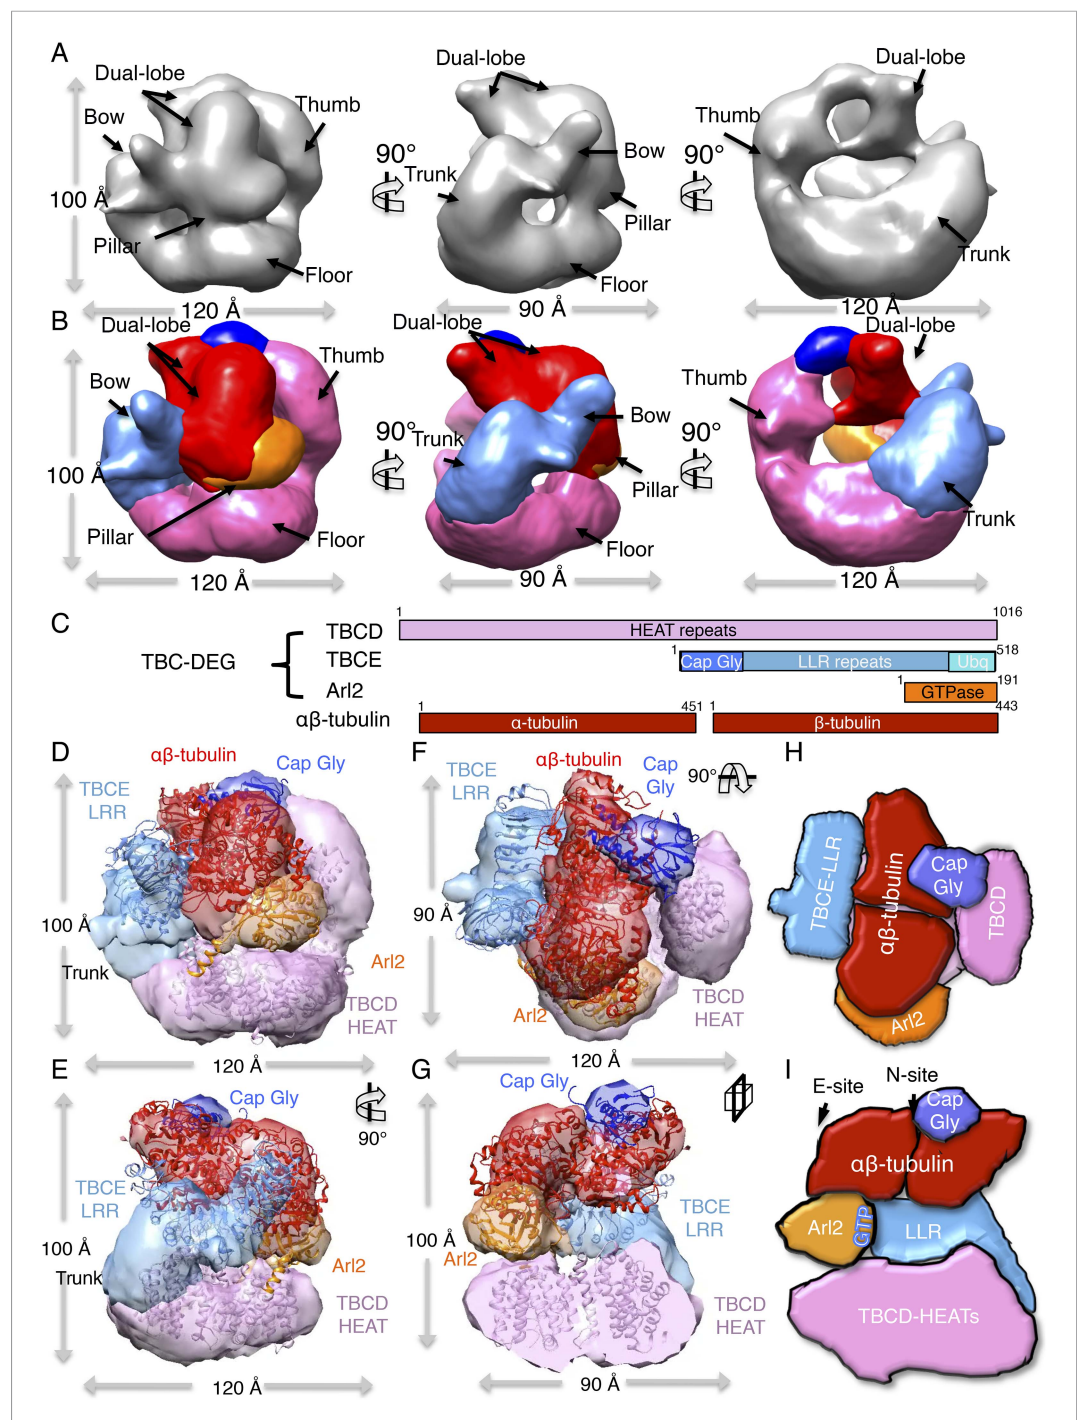 A
Dual-lobe
Bow
Thumb
100 Å
Pillar
Floor
120 Å
90°
Dual-lobe
Trunk
Bow
Pillar
Floor
90 Å
90°
Dual-lobe
Thumb
Trunk
120 Å
B
Dual-lobe
Bow
Thumb
100 Å
Pillar
Floor
120 Å
90°
Dual-lobe
Trunk
Bow
Pillar
Floor
90 Å
90°
Dual-lobe
Thumb
Trunk
120 Å
C
TBC-DEG
TBCD
1
1016
HEAT repeats
TBCE
1
518
Cap Gly
LLR repeats
Ubq
Arl2
1
191
GTPase
αβ-tubulin
1
451
α-tubulin
1
443
β-tubulin
D
αβ-tubulin
Cap Gly
TBCE
LRR
100 Å
Trunk
Arl2
TBCD
HEAT
120 Å
F
αβ-tubulin
Cap
Gly
TBCE
LRR
90°
90 Å
Arl2
TBCD
HEAT
120 Å
H
TBCE-LLR
αβ-tubulin
Cap
Gly
TBCD
Arl2
E
Cap Gly
90°
TBCE
LRR
100 Å
Trunk
Arl2
TBCD
HEAT
120 Å
G
Cap Gly
TBCE
LRR
100 Å
Arl2
TBCD
HEAT
90 Å
I
E-site
N-site
Cap
Gly
αβ-tubulin
Arl2
GTP
LLR
TBCD-HEATs